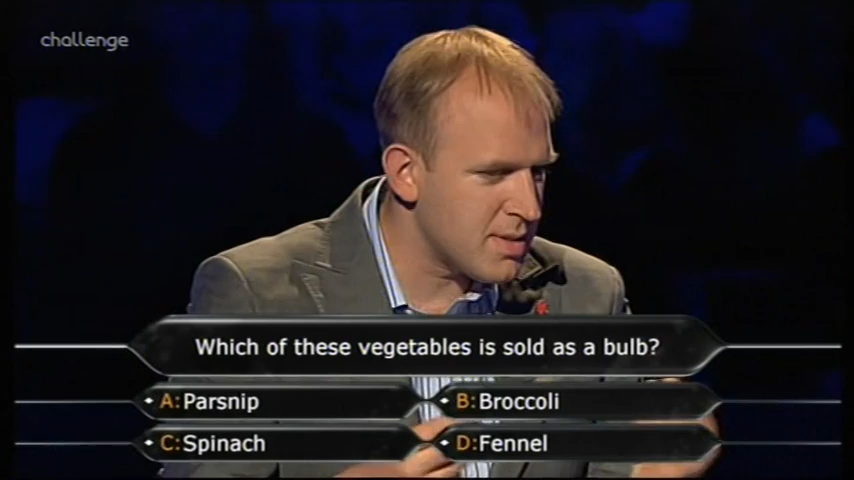 challenge
Which of these vegetables is sold as a bulb?
A: Parsnip
B: Broccoli
C: Spinach
D: Fennel